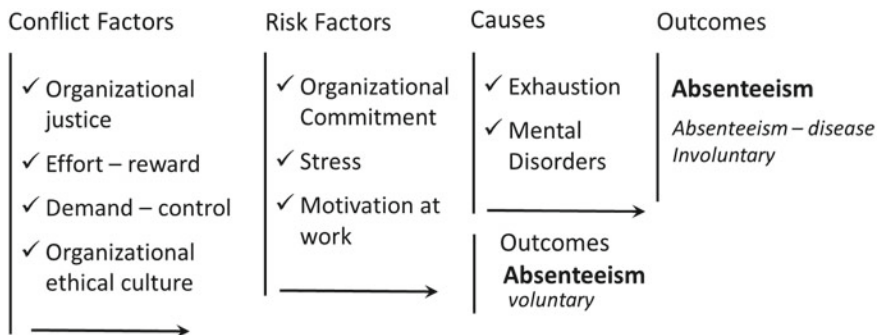 Conflict Factors
✓ Organizational
justice
✓ Effort – reward
✓ Demand – control
✓ Organizational
ethical culture
Risk Factors
✓ Organizational
Commitment
✓ Stress
✓ Motivation at
work
Causes
✓ Exhaustion
✓ Mental
Disorders
Outcomes
Absenteeism
voluntary
Outcomes
Absenteeism
Absenteeism – disease
Involuntary